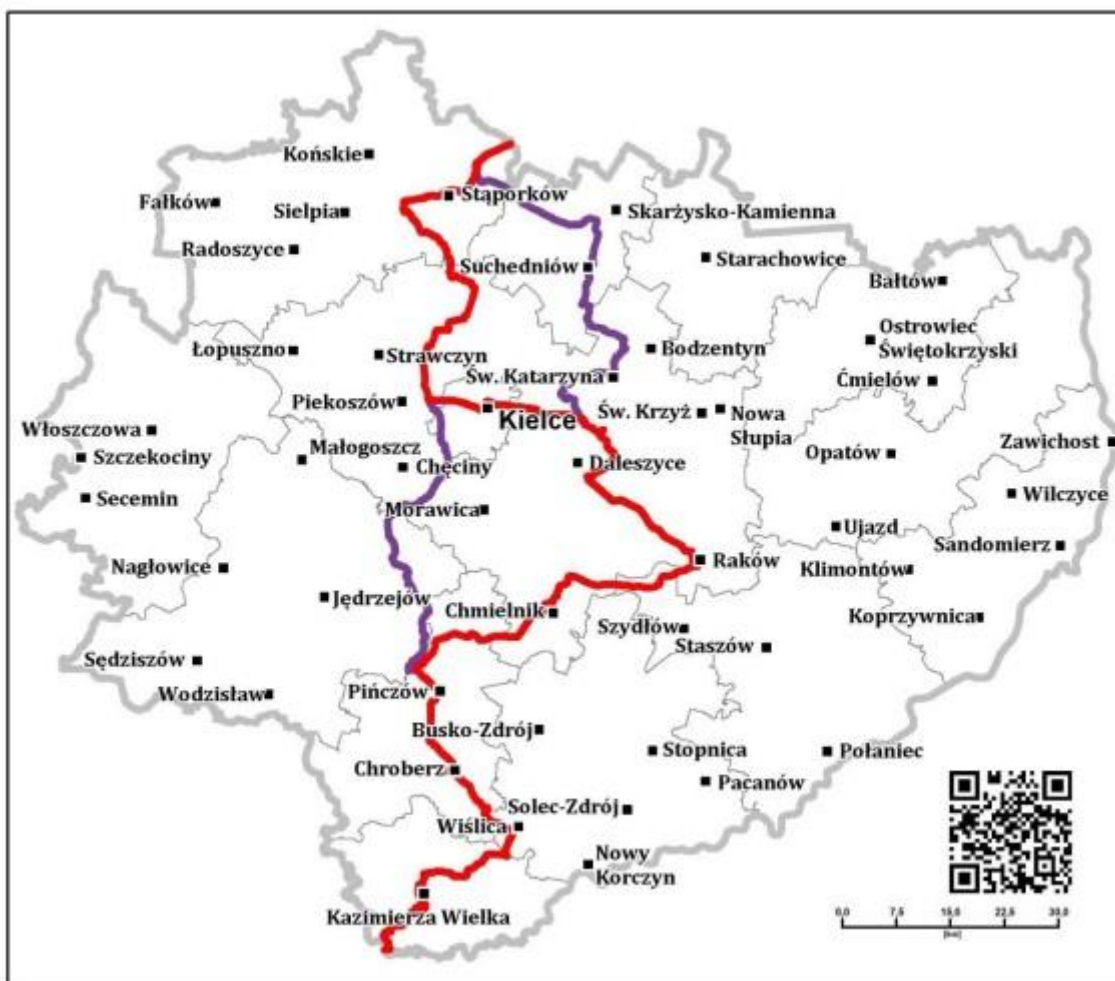 Końskie
Stąporków
Fałków
Sielpia
Skarżysko-Kamienna
Radoszyce
Starachowice
Suchedniów
Bałtów
Ostrowiec
Świętokrzyski
Łopuszno
Strawczyn
Bodzentyn
Św. Katarzyna
Ćmielów
Piekoszów
Kielce
Św. Krzyż
Nowa
Słupia
Włoszczowa
Zawichost
Małogoszcz
Szczekociny
Chęciny
Daleszyce
Opatów
Secemin
Wilczyce
Morawica
Ujazd
Sandomierz
Nagłowice
Raków
Klimontów
Jędrzejów
Chmielnik
Koprzywnica
Szydłów
Staszów
Sędziszów
Wodzisław
Pińczów
Busko-Zdrój
Stopnica
Połaniec
Chroberz
Pacanów
Solec-Zdrój
Wiślica
Nowy
Korczyn
Kazimierza Wielka
0,0 7,5 15,0 22,5 30,0
[km]